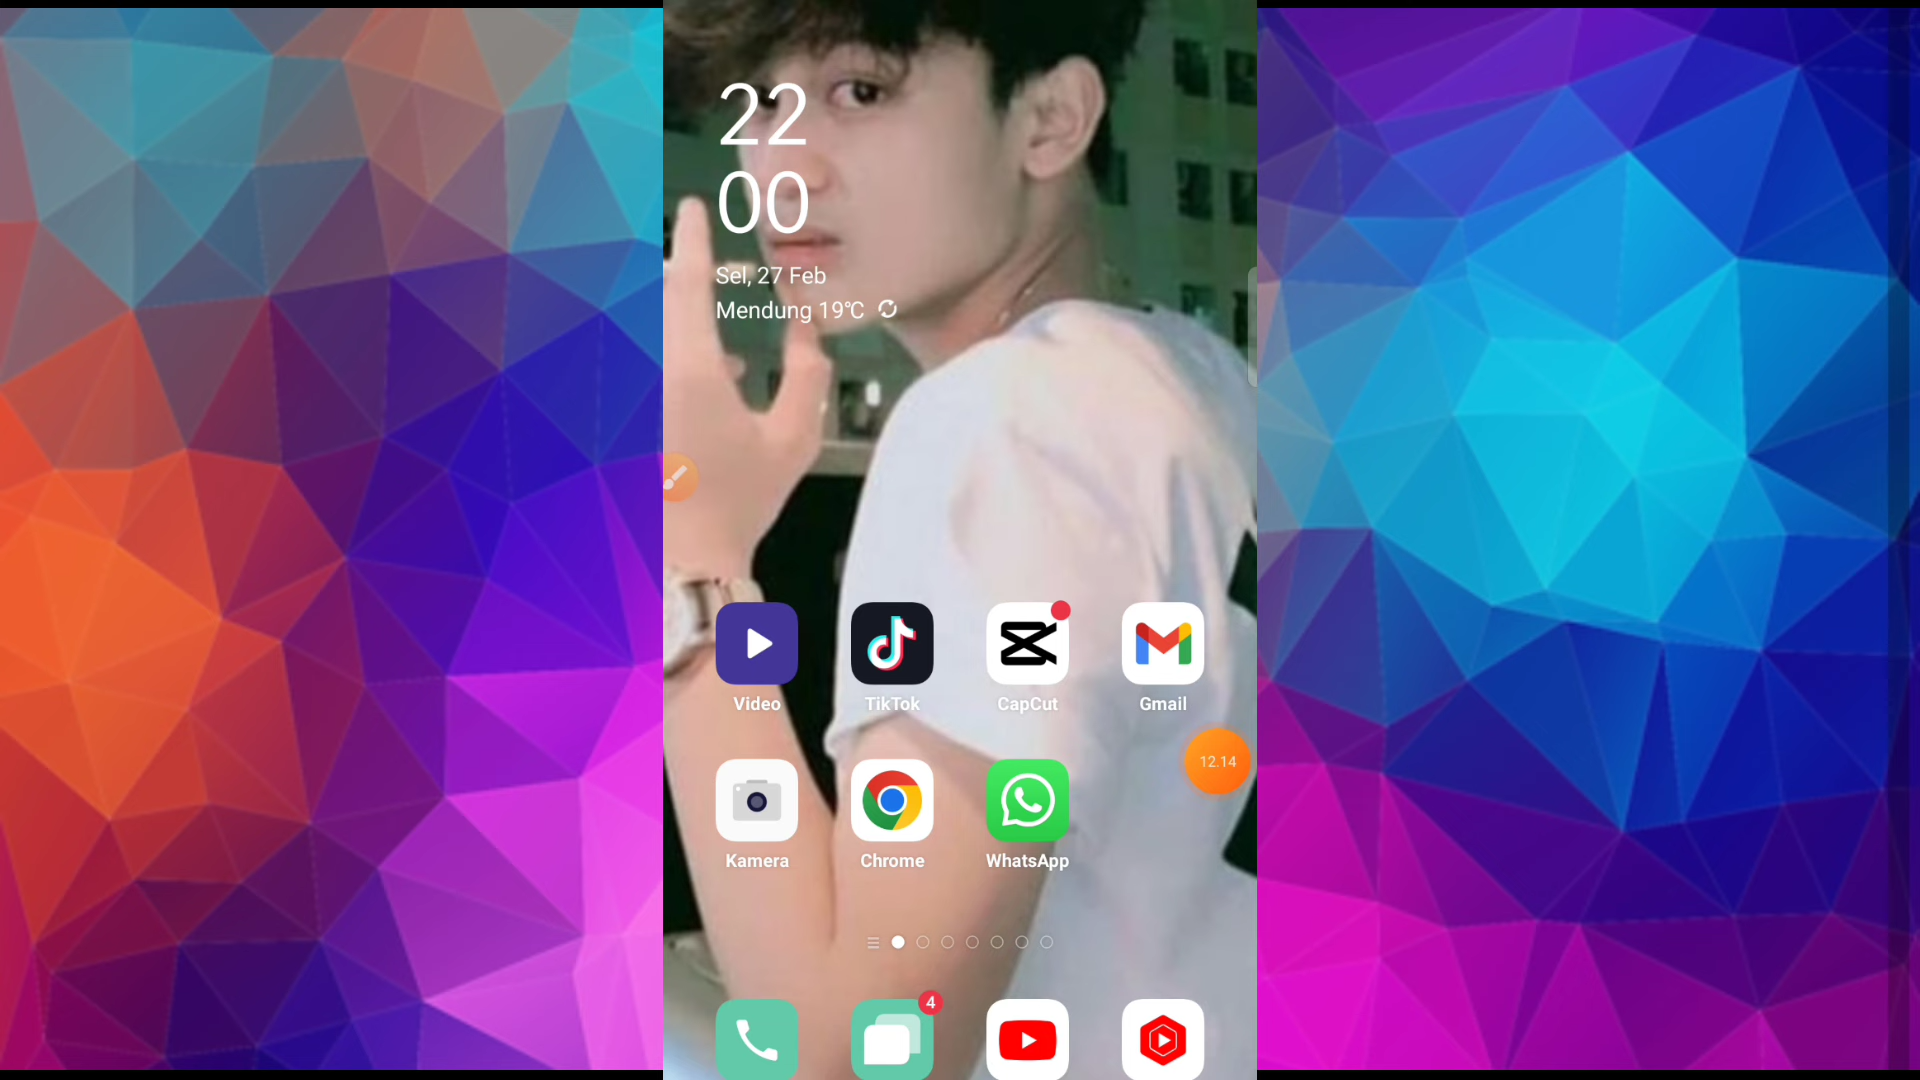 22
00
Sel, 27 Feb
Mendung 19℃
Video TikTok CapCut Gmail
12.14
Kamera Chrome WhatsApp
4